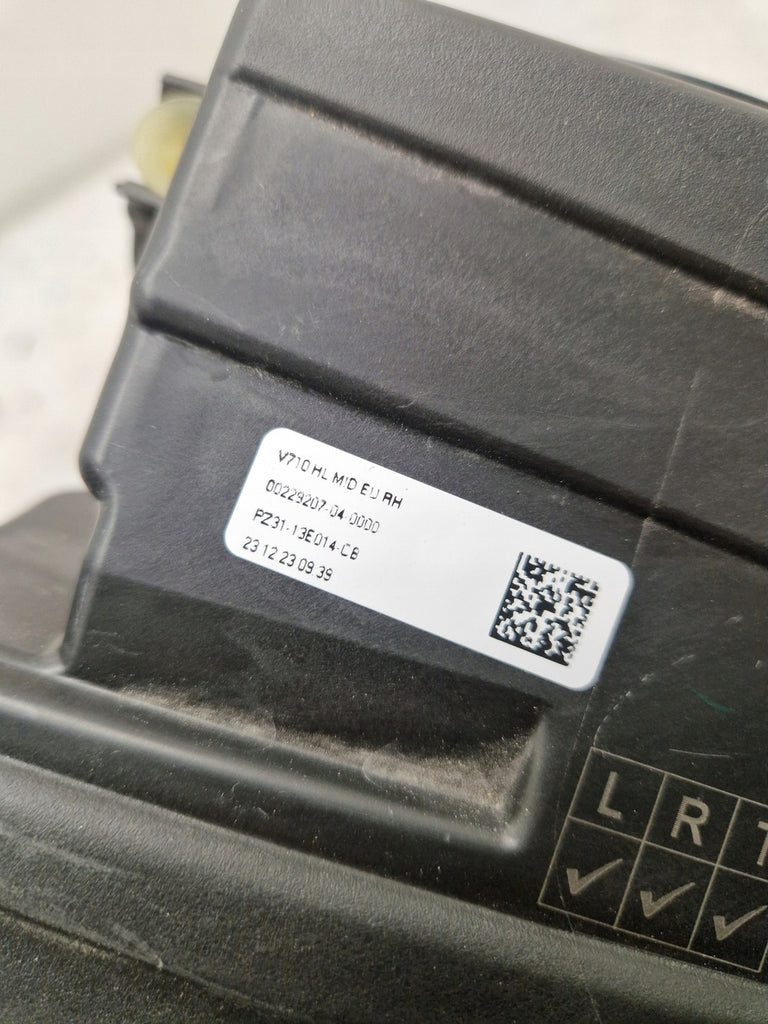 V710 HL MID EU RH
00229207-04-0000
PZ31-13E014-CB
23 12 23 09:39
L R T